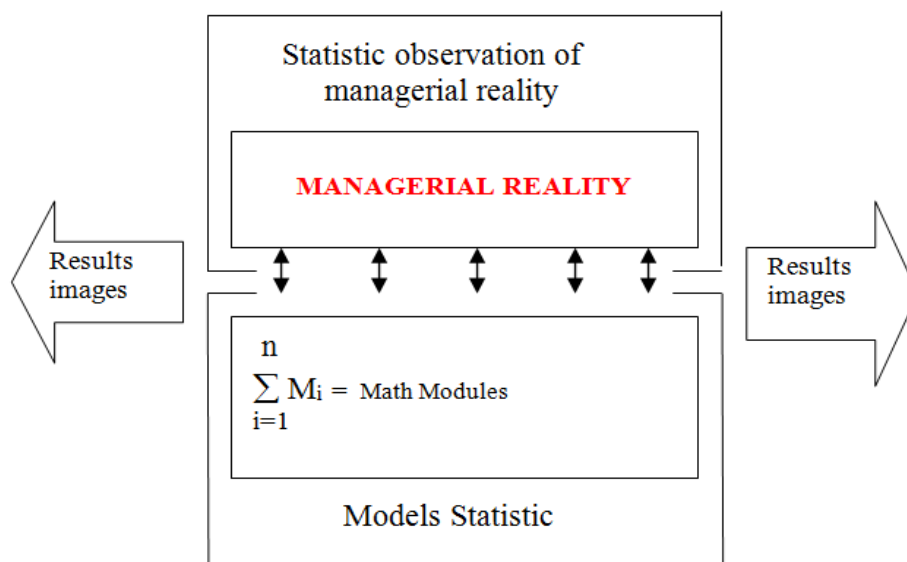 Statistic observation of
managerial reality
MANAGERIAL REALITY
Results
images
Results
images
n
∑ Mi = Math Modules
i=1
Models Statistic